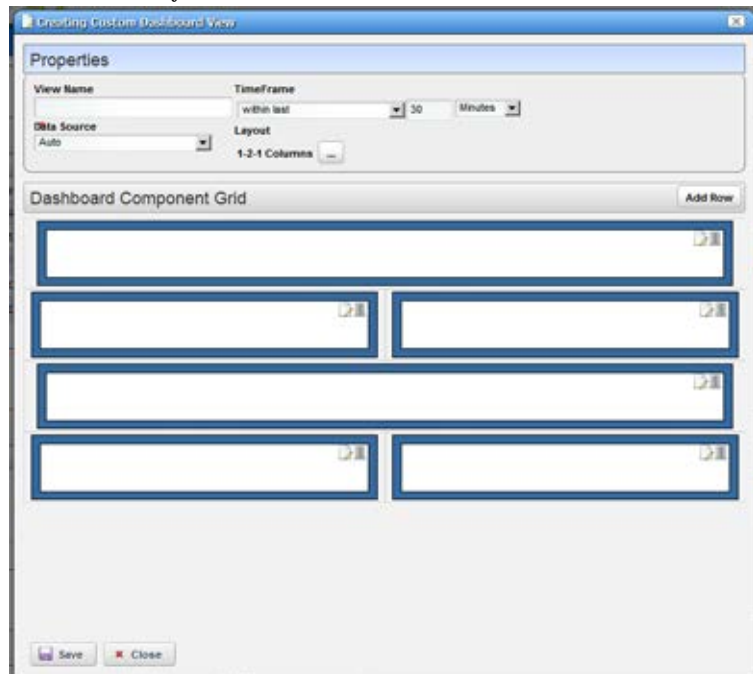 Creating Custom Dashboard View
Properties
View Name
TimeFrame
within last
30
Minutes
Data Source
Auto
Layout
1-2-1 Columns ...
Dashboard Component Grid
Add Row
Save
Close